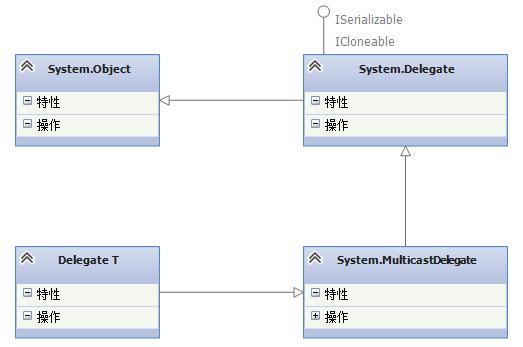 ISerializable
ICloneable
System.Object
特性
操作
System.Delegate
特性
操作
Delegate T
特性
操作
System.MulticastDelegate
特性
操作